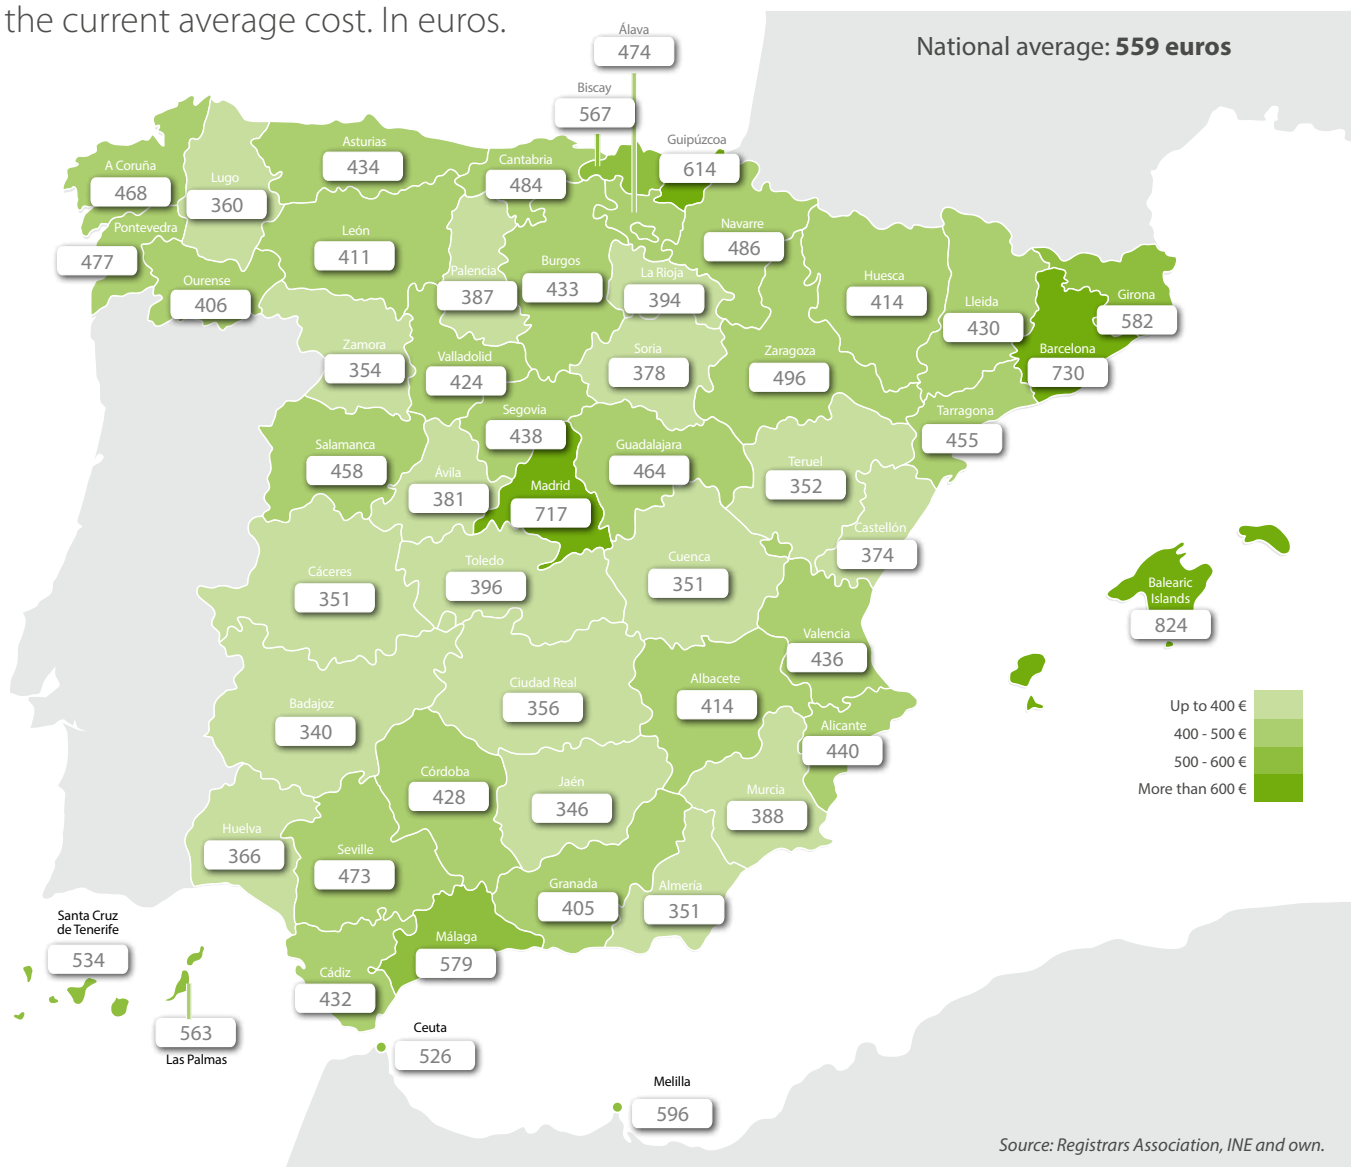 the current average cost. In euros.
National average: 559 euros
Álava
474
Biscay
567
Guipúzcoa
614
A Coruña
468
Lugo
360
Asturias
434
Cantabria
484
Pontevedra
477
Ourense
406
León
411
Palencia
387
Burgos
433
La Rioja
394
Navarre
486
Huesca
414
Lleida
430
Girona
582
Barcelona
730
Zamora
354
Valladolid
424
Soria
378
Zaragoza
496
Tarragona
455
Segovia
438
Salamanca
458
Ávila
381
Madrid
717
Guadalajara
464
Teruel
352
Castellón
374
Cáceres
351
Toledo
396
Cuenca
351
Balearic
Islands
824
Valencia
436
Badajoz
340
Ciudad Real
356
Albacete
414
Alicante
440
Up to 400 €
400 - 500 €
500 - 600 €
More than 600 €
Córdoba
428
Jaén
346
Murcia
388
Huelva
366
Seville
473
Granada
405
Almería
351
Santa Cruz
de Tenerife
534
Málaga
579
Cádiz
432
563
Las Palmas
Ceuta
526
Melilla
596
Source: Registrars Association, INE and own.